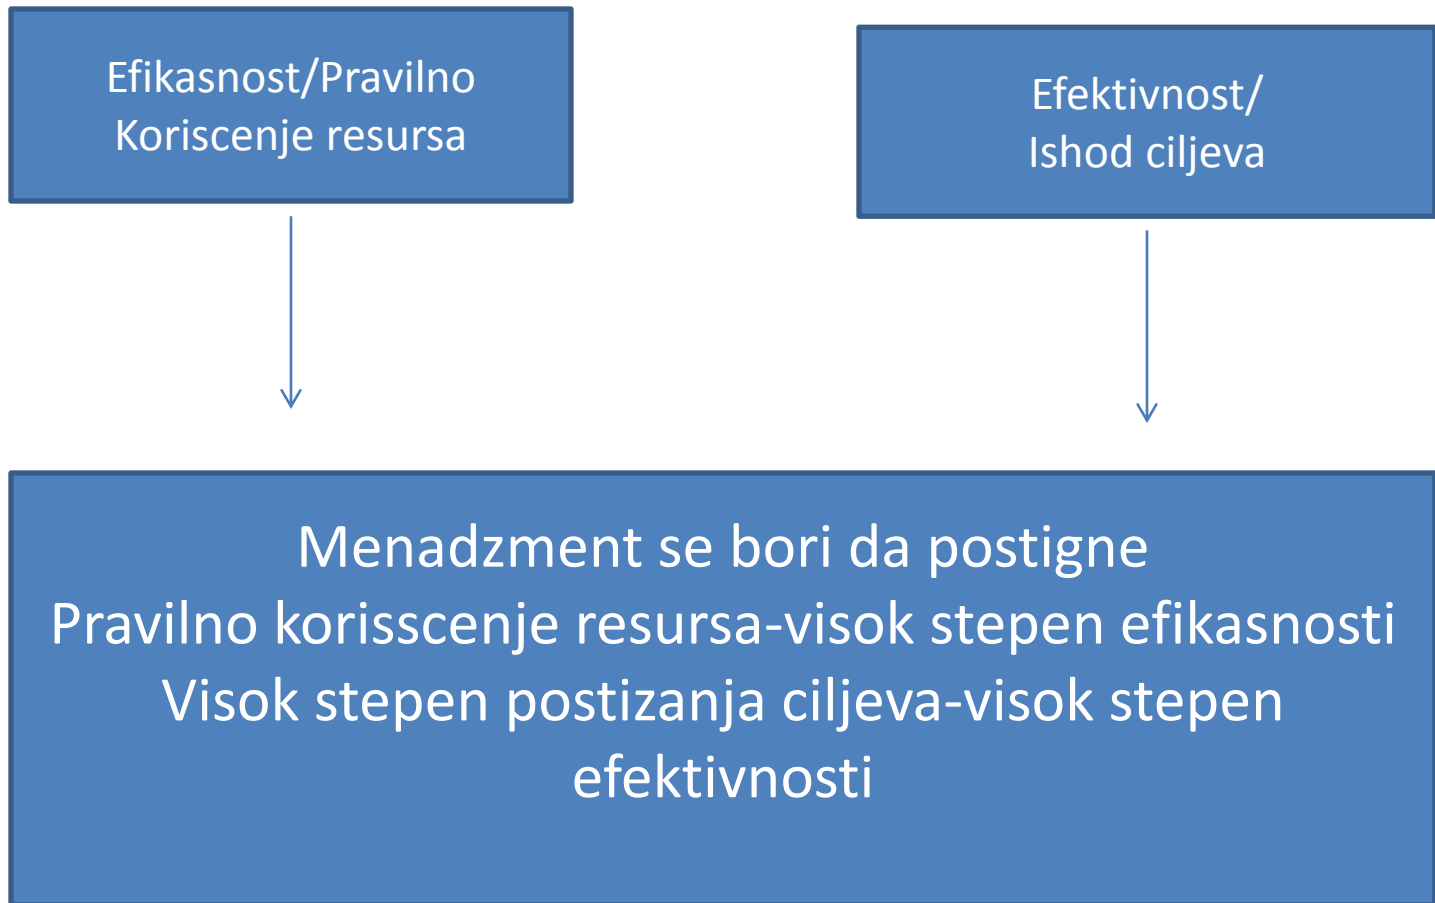 Efikasnost/Pravilno
Koriscenje resursa
Efektivnost/
Ishod ciljeva
Menadzment se bori da postigne
Pravilno korisscenje resursa-visok stepen efikasnosti
Visok stepen postizanja ciljeva-visok stepen
efektivnosti